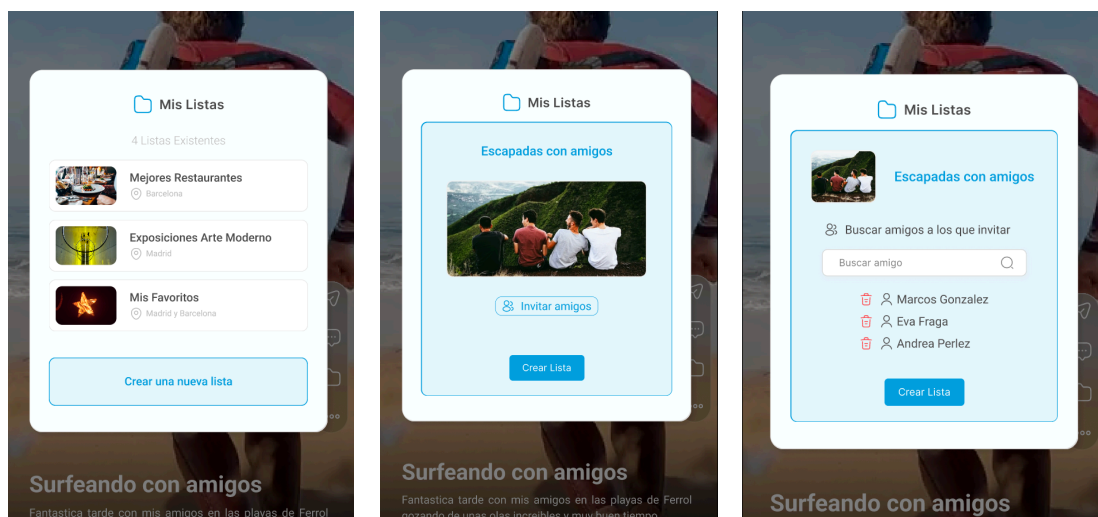 Mis Listas
4 Listas Existentes
Mejores Restaurantes
Barcelona
Exposiciones Arte Moderno
Madrid
Mis Favoritos
Madrid y Barcelona
Crear una nueva lista
Surfeando con amigos
Fantastica tarde con mis amigos en las playas de Ferrol
Mis Listas
Escapadas con amigos
Invitar amigos
Crear Lista
Surfeando con amigos
Fantastica tarde con mis amigos en las playas de Ferrol
gozando de unas olas increibles y muy buen tiempo
Mis Listas
Escapadas con amigos
Buscar amigos a los que invitar
Buscar amigo
Marcos Gonzalez
Eva Fraga
Andrea Perlez
Crear Lista
Surfeando con amigos